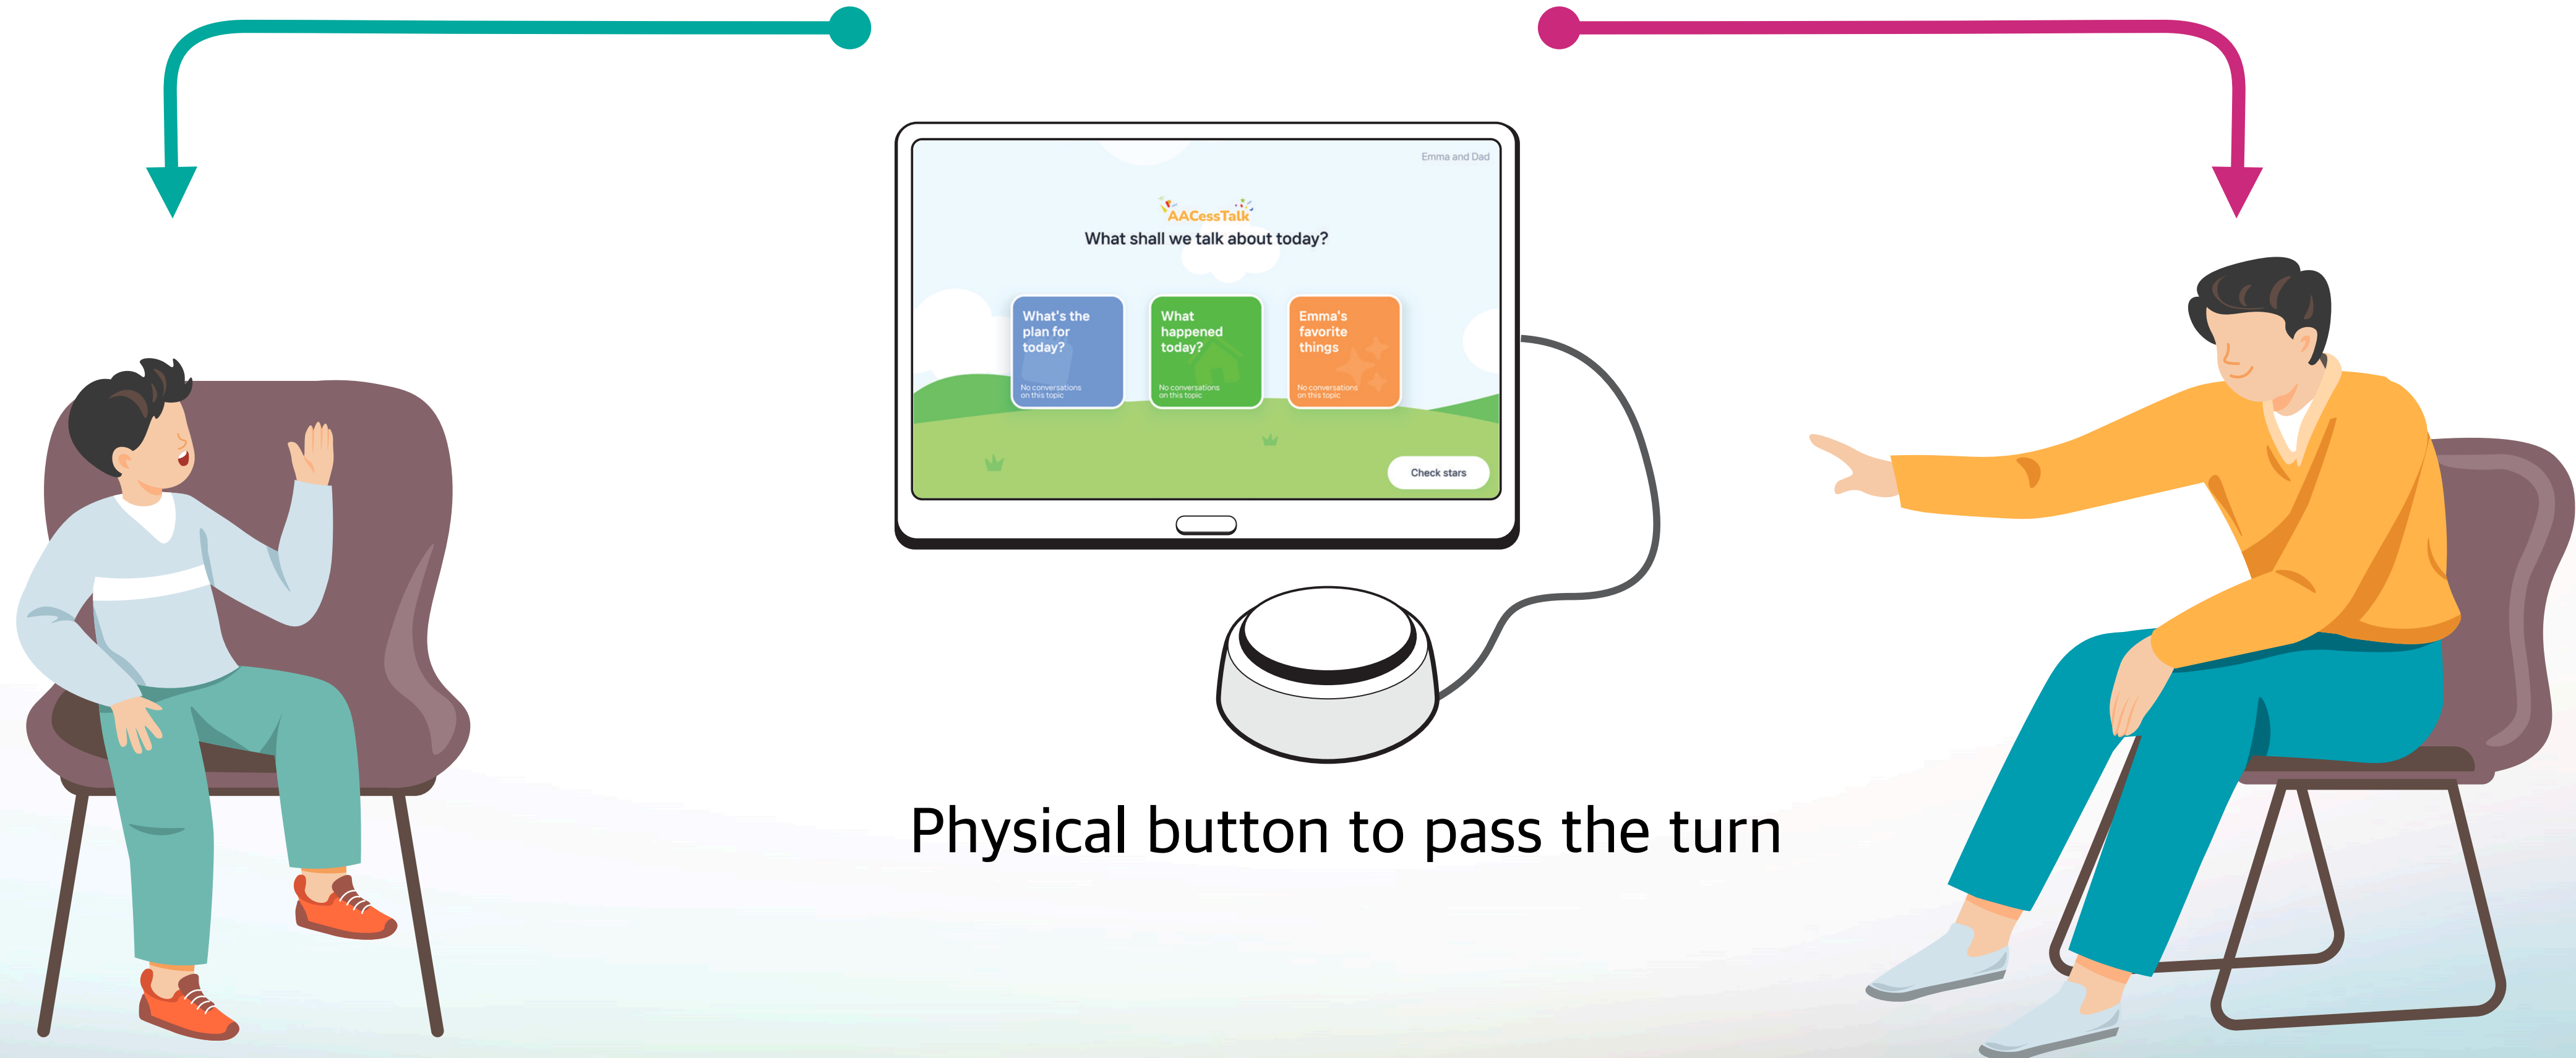 Emma and Dad
AACessTalk
What shall we talk about today?
What's the
plan for
today?
No conversations
on this topic
What
happened
today?
No conversations
on this topic
Emma's
favorite
things
No conversations
on this topic
Check stars
Physical button to pass the turn